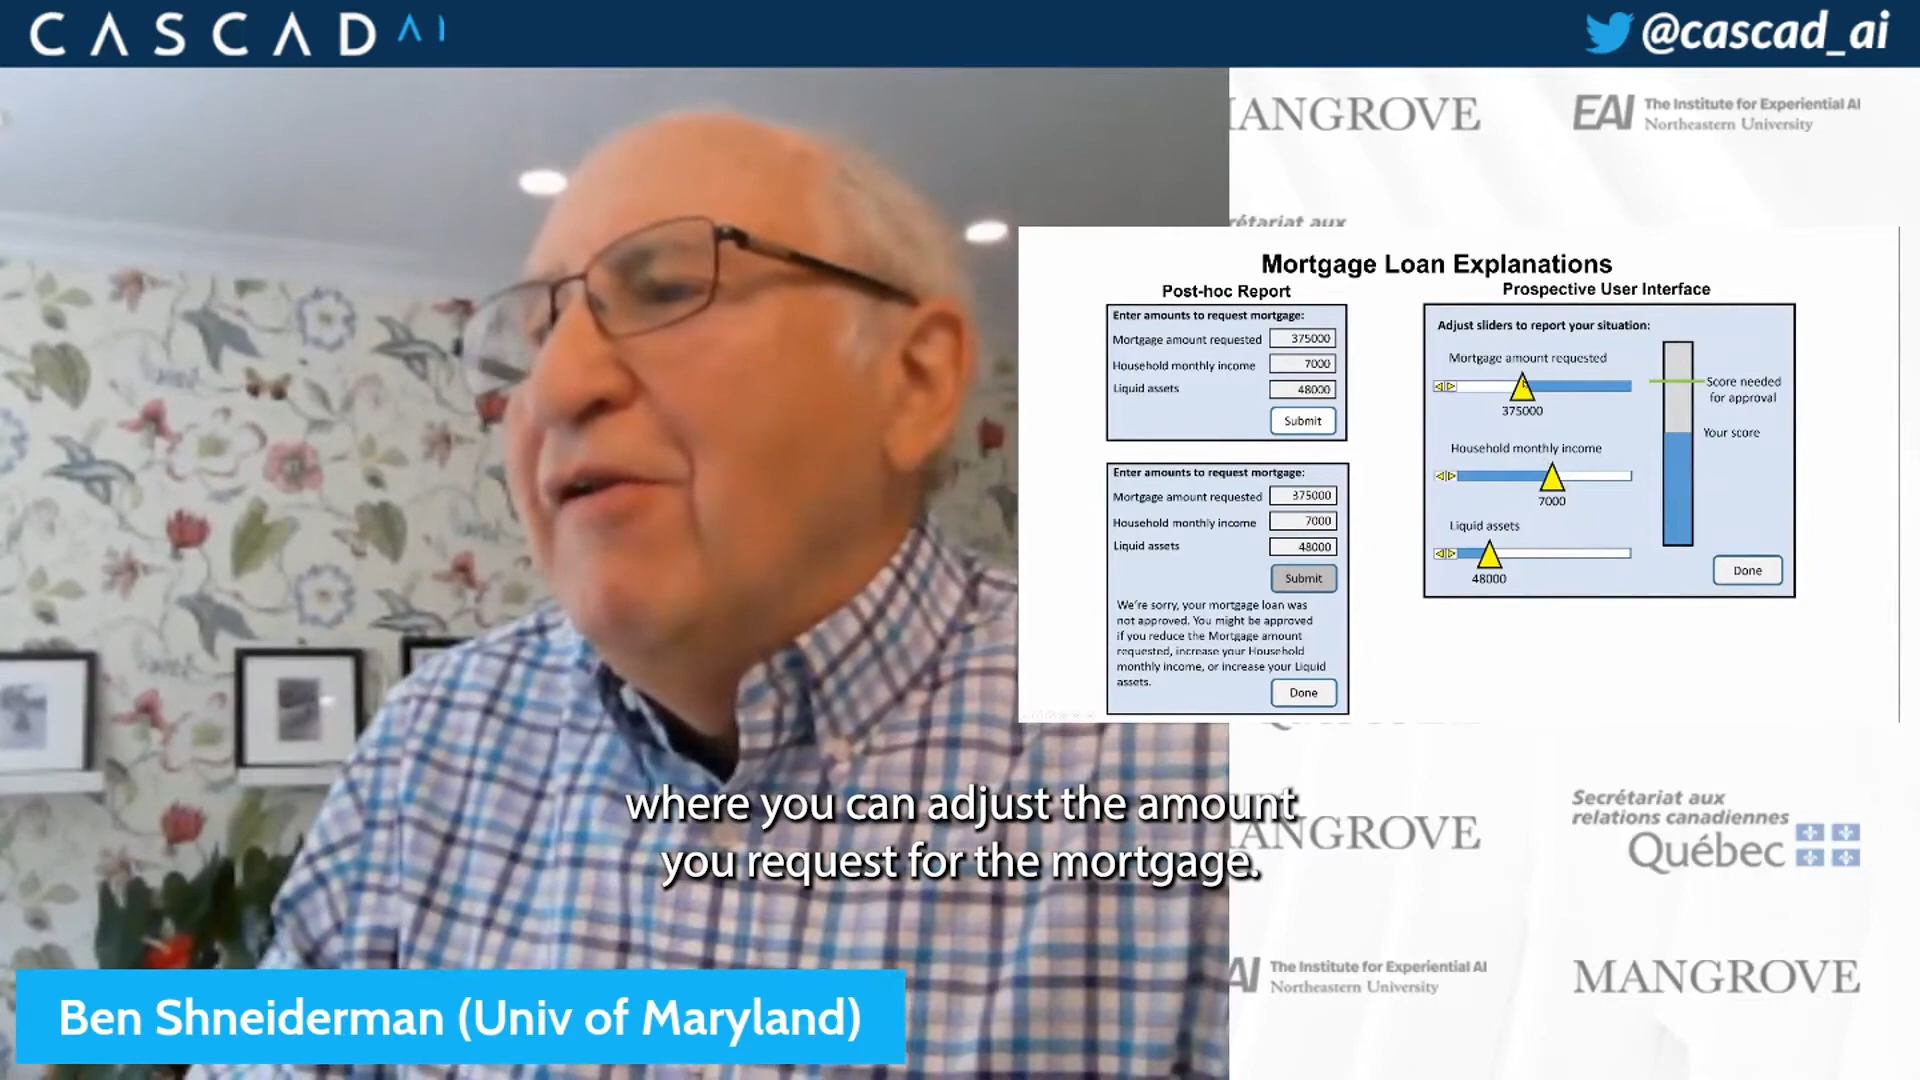 CASCAD AI
@cascad_ai
MANGROVE
EAI The Institute for Experiential AI
Northeastern University
Secrétariat aux
Mortgage Loan Explanations
Post-hoc Report
Enter amounts to request mortgage:
Mortgage amount requested 375000
Household monthly income 7000
Liquid assets 48000
Submit
Enter amounts to request mortgage:
Mortgage amount requested 375000
Household monthly income 7000
Liquid assets 48000
Submit
We're sorry, your mortgage loan was
not approved. You might be approved
if you reduce the Mortgage amount
requested, increase your Household
monthly income, or increase your Liquid
assets.
Done
Prospective User Interface
Adjust sliders to report your situation:
Mortgage amount requested
375000
Household monthly income
7000
Liquid assets
48000
Score needed
for approval
Your score
Done
where you can adjust the amount
you request for the mortgage.
MANGROVE
Secrétariat aux
relations canadiennes
Québec
EAI The Institute for Experiential AI
Northeastern University
MANGROVE
Ben Shneiderman (Univ of Maryland)